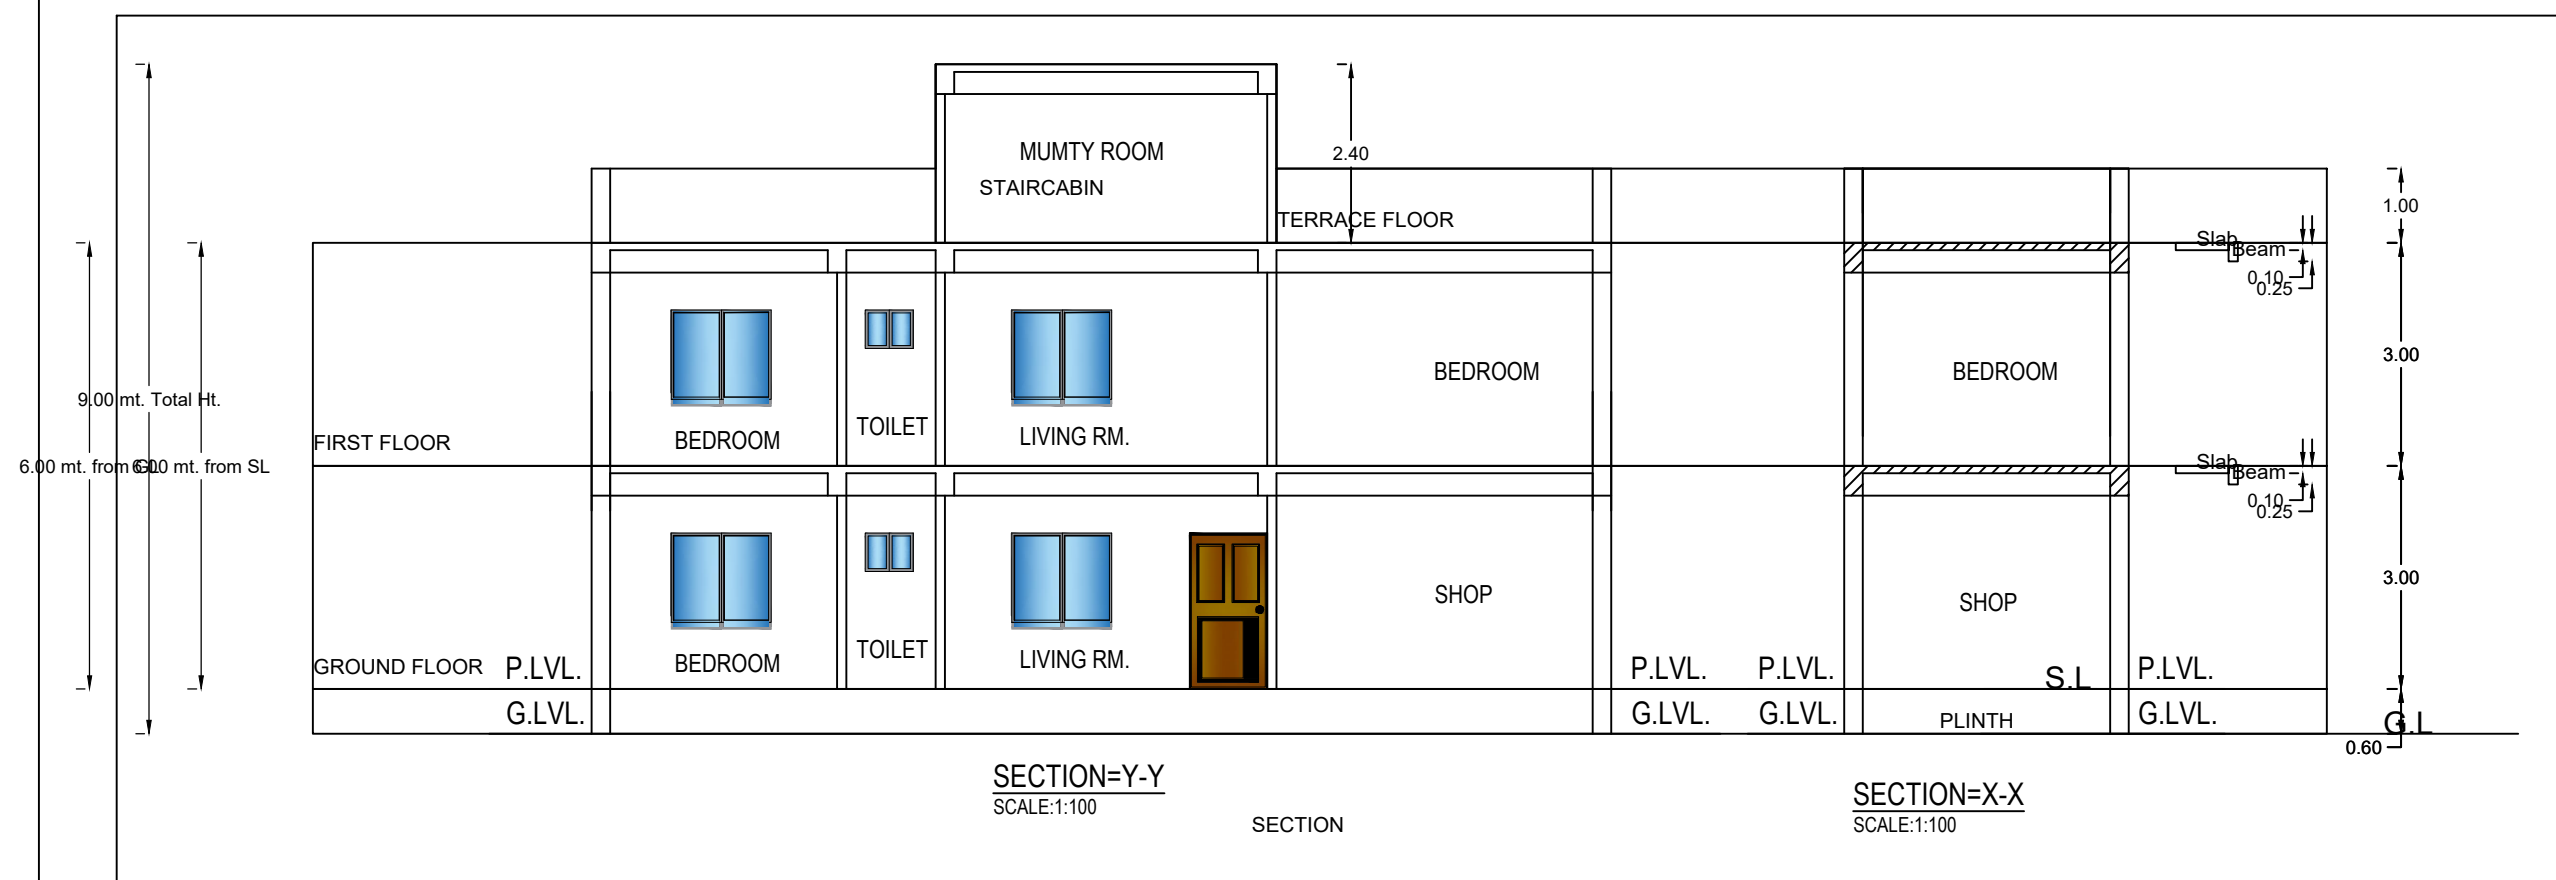 MUMTY ROOM
2.40
STAIRCABIN
1.00
TERRACE FLOOR
Slab
Beam
0.10
0.25
3.00
BEDROOM
BEDROOM
9.00 mt. Total Ht.
TOILET
FIRST FLOOR
BEDROOM
LIVING RM.
6.00 mt. from GL
6.00 mt. from SL
Slab
Beam
0.10
0.25
3.00
SHOP
SHOP
TOILET
GROUND FLOOR
P.LVL.
BEDROOM
LIVING RM.
P.LVL.
P.LVL.
S.L
P.LVL.
G.LVL.
G.LVL.
G.LVL.
PLINTH
G.LVL.
G.L
0.60
SECTION=Y-Y
SCALE:1:100
SECTION=X-X
SCALE:1:100
SECTION